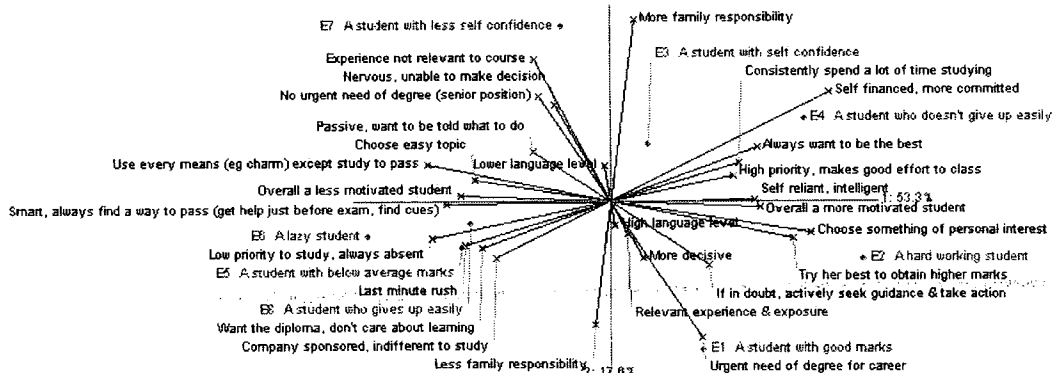 More family responsibility
E7 A student with less self confidence
E3 A student with self confidence
Experience not relevant to course
Consistently spend a lot of time studying
Nervous, unable to make decision
Self financed, more committed
No urgent need of degree (senior position)
E4 A student who doesn't give up easily
Passive, want to be told what to do
Choose easy topic
Always want to be the best
Use every means (eg charm) except study to pass
Lower language level
High priority, makes good effort to class
Overall a less motivated student
Self reliant, intelligent
1: 53.3%
Smart, always find a way to pass (get help just before exam, find cues)
Overall a more motivated student
High language level
Choose something of personal interest
E6 A lazy student
Low priority to study, always absent
More decisive
E2 A hard working student
E5 A student with below average marks
Try her best to obtain higher marks
Last minute rush
If in doubt, actively seek guidance & take action
E8 A student who gives up easily
Relevant experience & exposure
Want the diploma, don't care about learning
Company sponsored, indifferent to study
E1 A student with good marks
Less family responsibility
2: 17.6%
Urgent need of degree for career